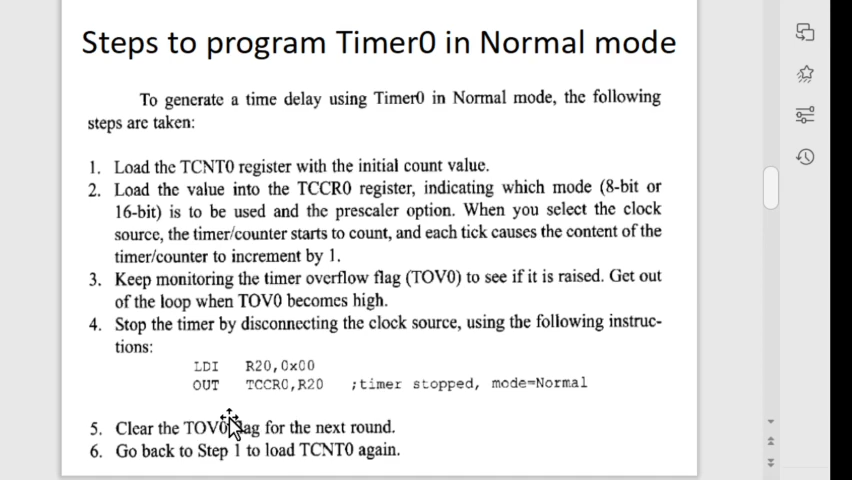 Steps to program Timer0 in Normal mode
To generate a time delay using Timer0 in Normal mode, the following
steps are taken:
1. Load the TCNT0 register with the initial count value.
2. Load the value into the TCCR0 register, indicating which mode (8-bit or
16-bit) is to be used and the prescaler option. When you select the clock
source, the timer/counter starts to count, and each tick causes the content of the
timer/counter to increment by 1.
3. Keep monitoring the timer overflow flag (TOV0) to see if it is raised. Get out
of the loop when TOV0 becomes high.
4. Stop the timer by disconnecting the clock source, using the following instruc-
tions:
LDI R20,0x00
OUT TCCR0,R20 ;timer stopped, mode=Normal
5. Clear the TOV0 flag for the next round.
6. Go back to Step 1 to load TCNT0 again.